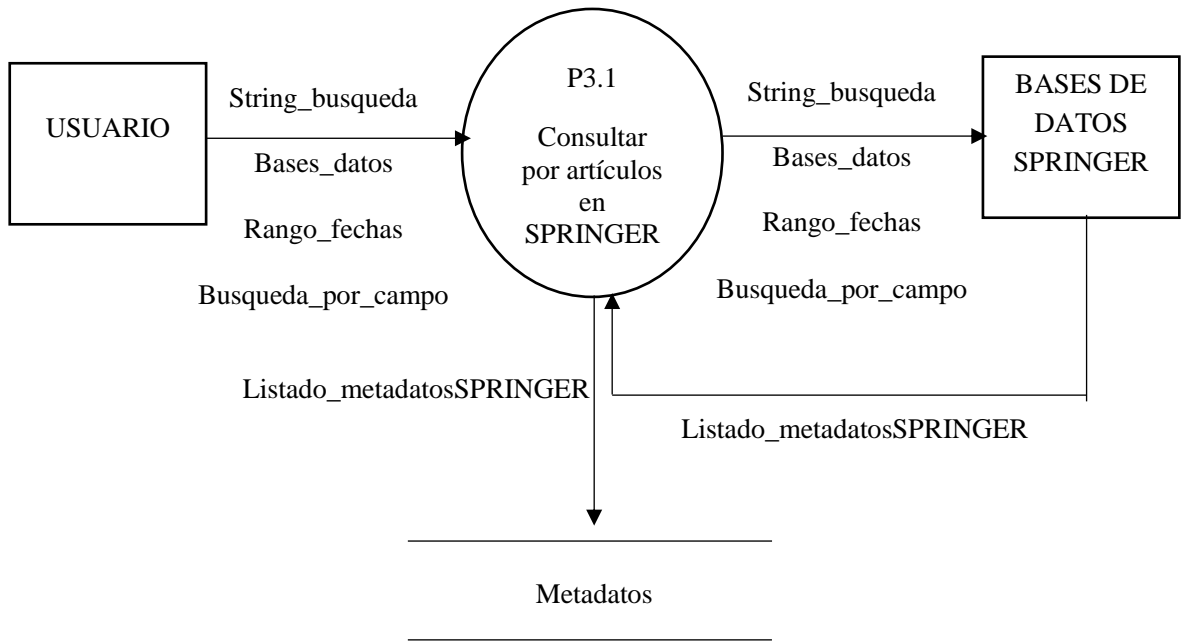 USUARIO
String_busqueda
Bases_datos
Rango_fechas
Busqueda_por_campo
P3.1
Consultar
por artículos
en
SPRINGER
String_busqueda
Bases_datos
Rango_fechas
Busqueda_por_campo
BASES DE
DATOS
SPRINGER
Listado_metadatosSPRINGER
Listado_metadatosSPRINGER
Metadatos